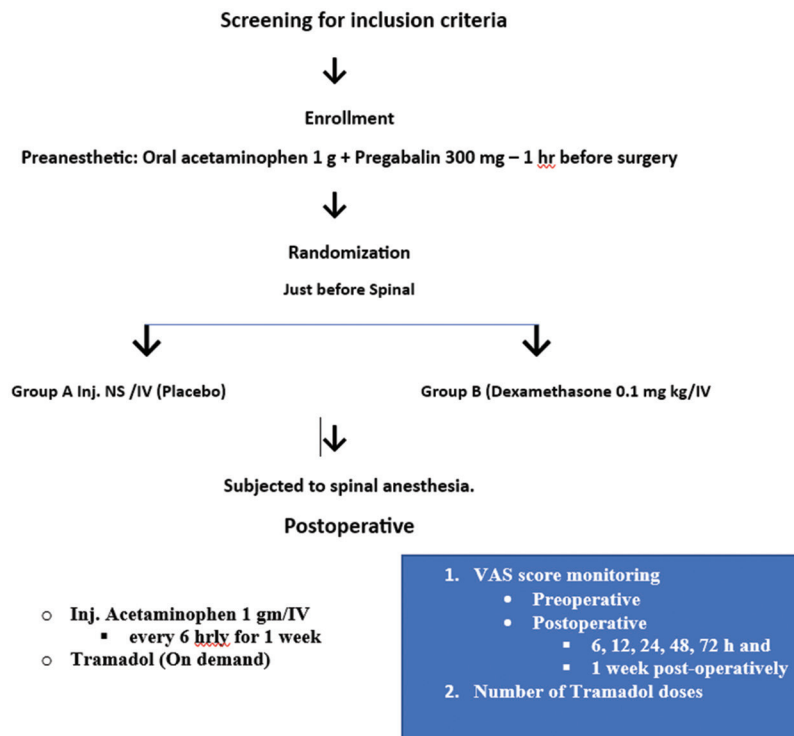 Screening for inclusion criteria
Enrollment
Preanesthetic: Oral acetaminophen 1 g + Pregabalin 300 mg – 1 hr before surgery
Randomization
Just before Spinal
Group A Inj. NS /IV (Placebo)
Group B (Dexamethasone 0.1 mg kg/IV
Subjected to spinal anesthesia.
Postoperative
o Inj. Acetaminophen 1 gm/IV
▪ every 6 hrly for 1 week
o Tramadol (On demand)
1. VAS score monitoring
• Preoperative
• Postoperative
▪ 6, 12, 24, 48, 72 h and
▪ 1 week post-operatively
2. Number of Tramadol doses